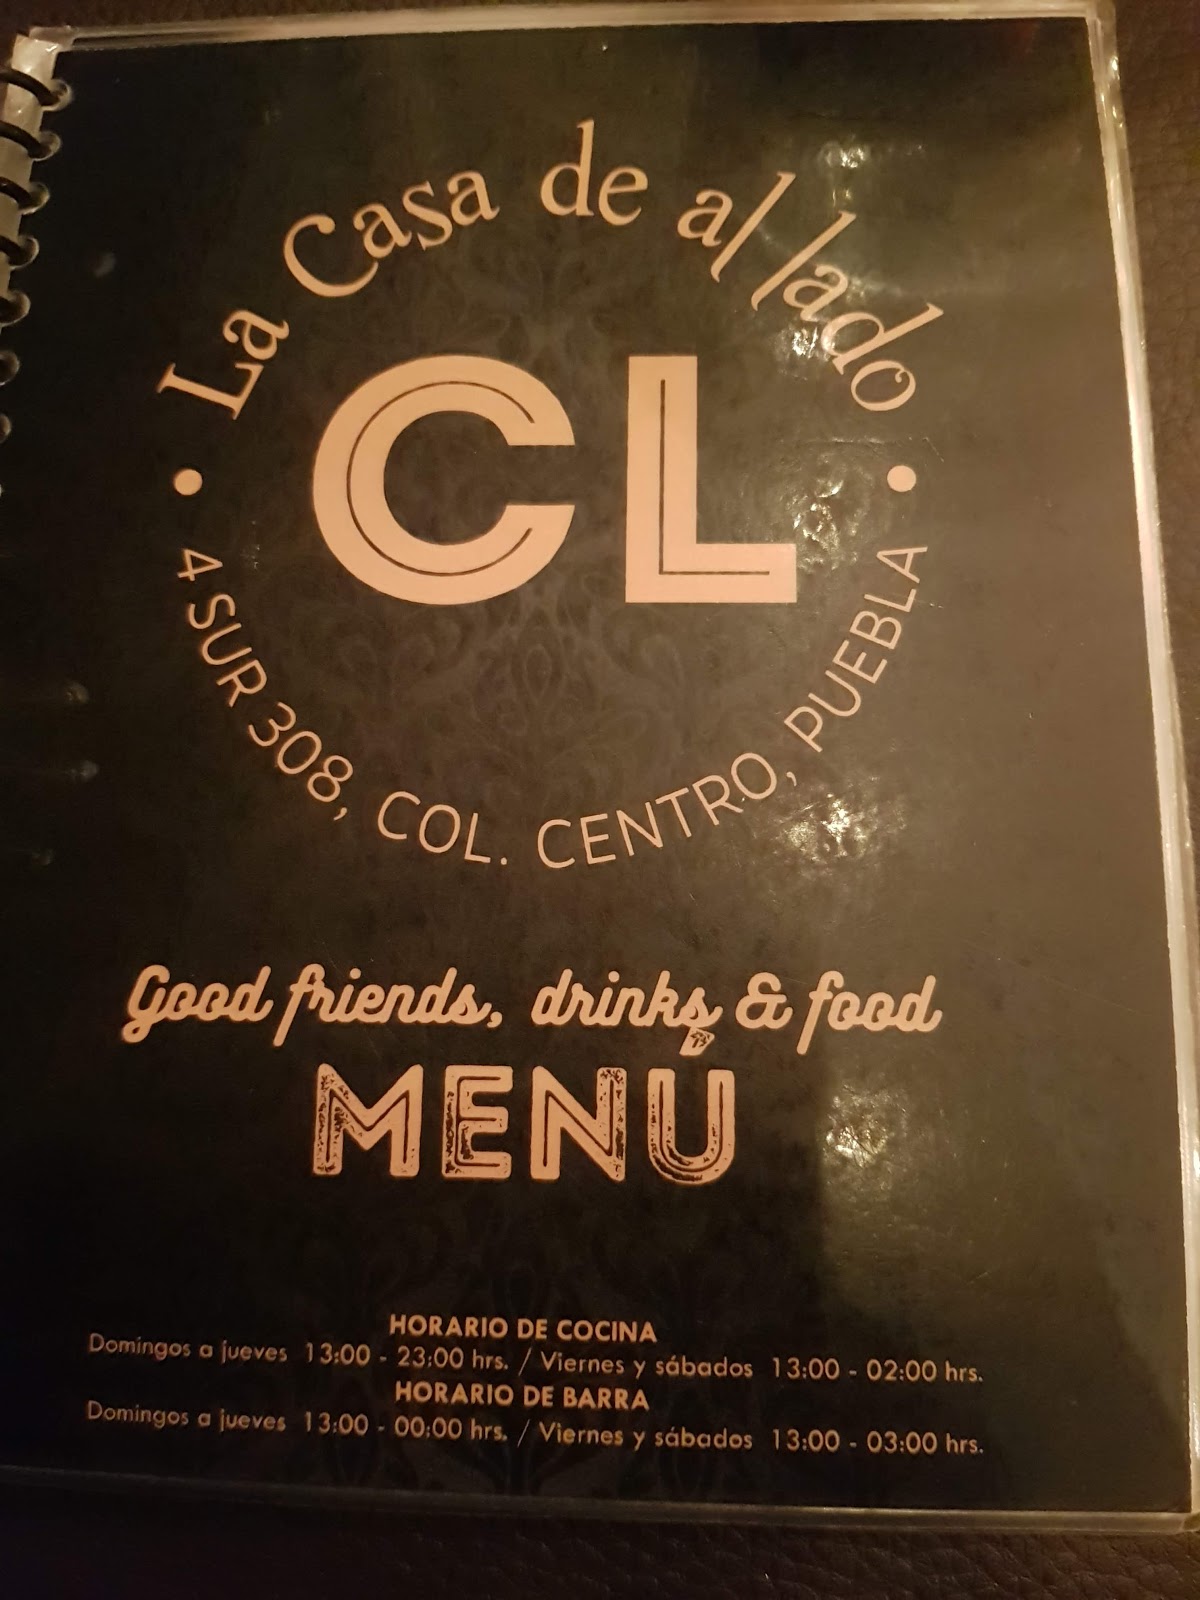 La Casa de al lado
CL
4 SUR 308, COL. CENTRO, PUEBLA
Good friends, drinks & food
MENÚ
HORARIO DE COCINA
Domingos a jueves 13:00 - 23:00 hrs. / Viernes y sábados 13:00 - 02:00 hrs.
HORARIO DE BARRA
Domingos a jueves 13:00 - 00:00 hrs. / Viernes y sábados 13:00 - 03:00 hrs.